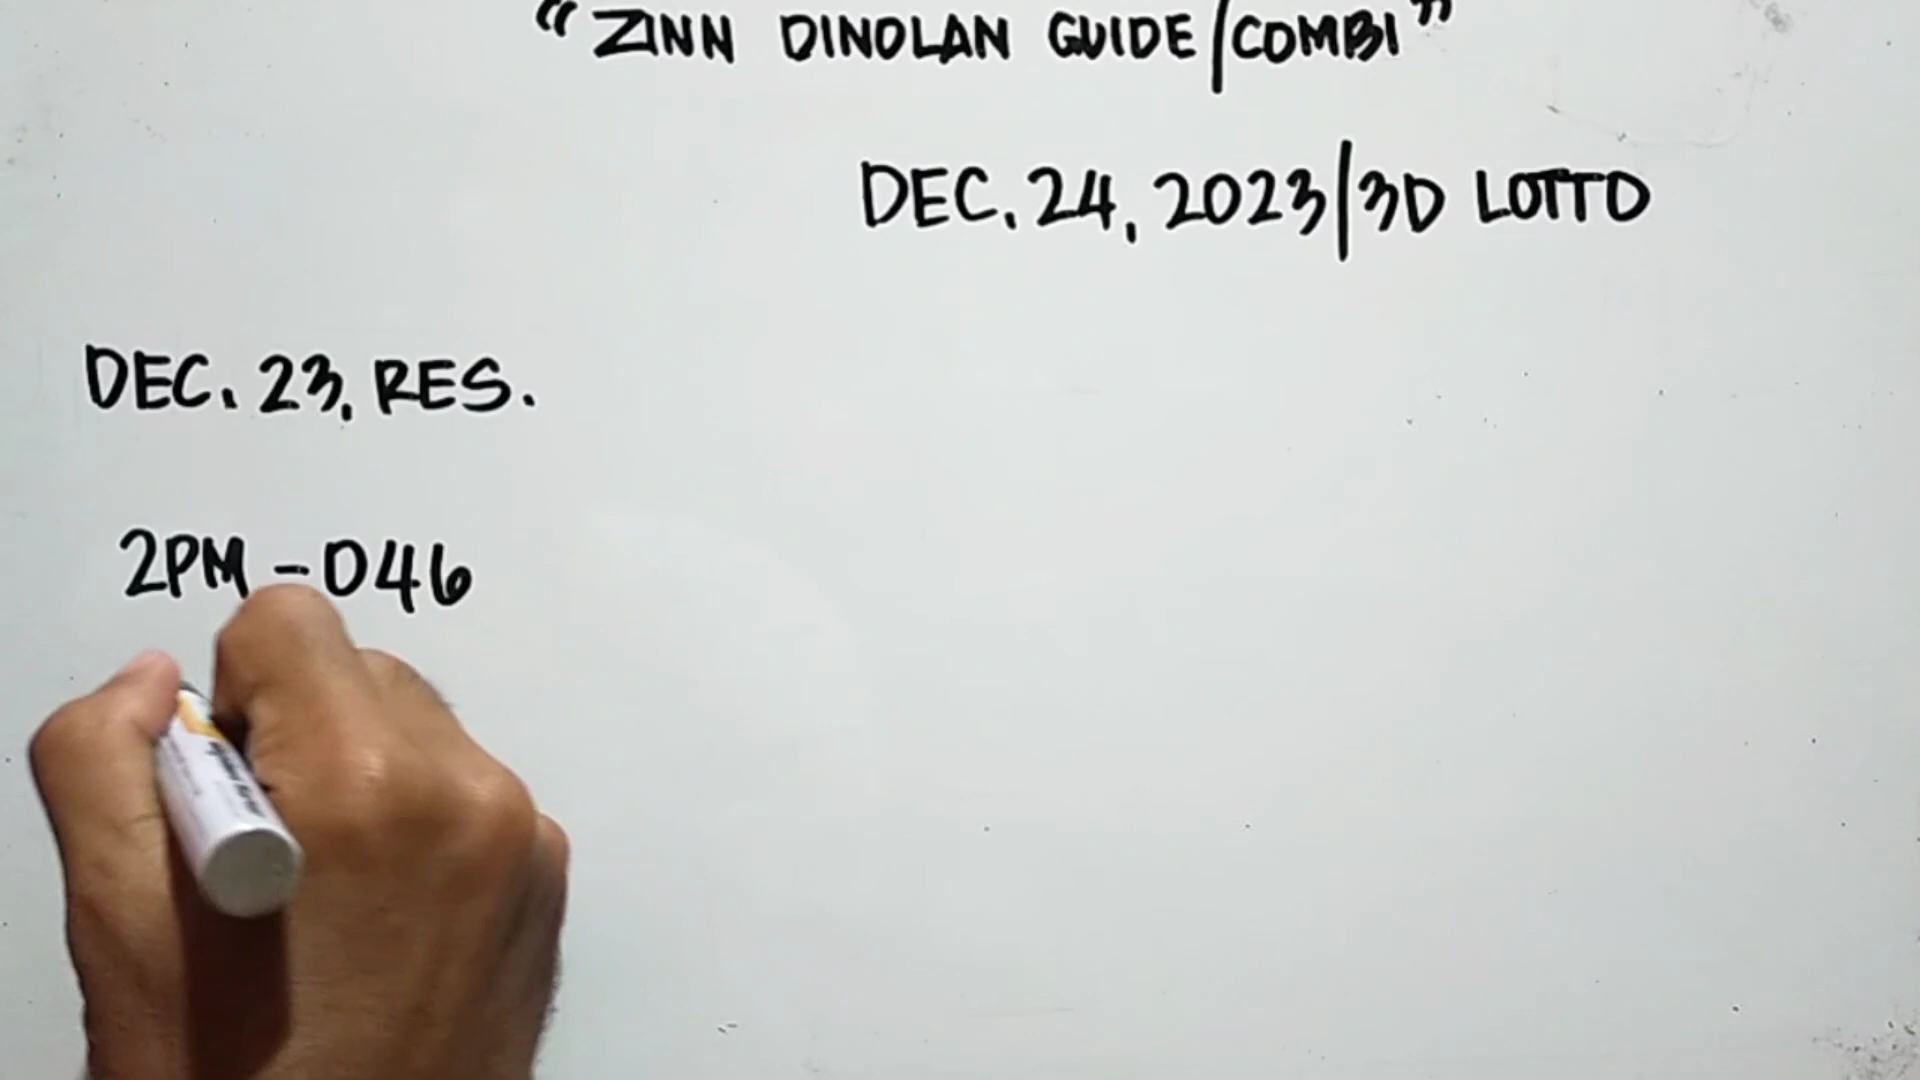 “ZINN DINOLAN GUIDE/COMBI”
DEC. 24, 2023/3D LOTTO
DEC. 23, RES.
2PM - 046